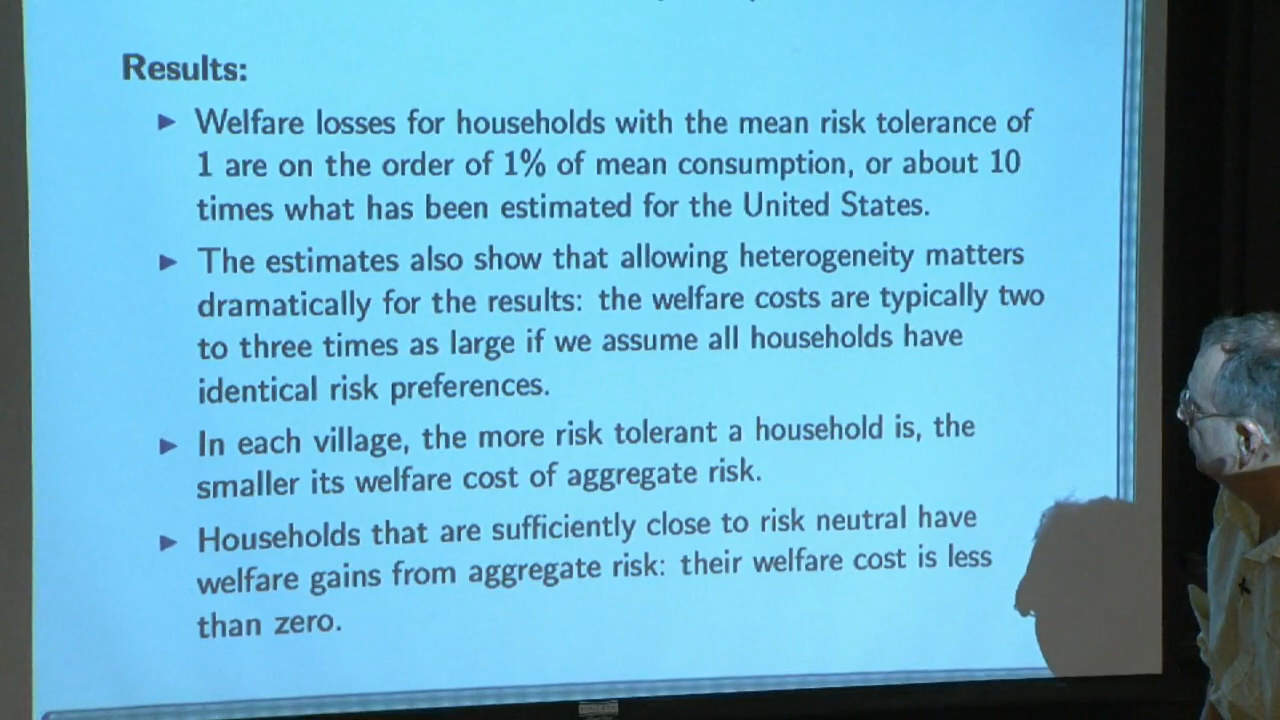 Results:
► Welfare losses for households with the mean risk tolerance of
1 are on the order of 1% of mean consumption, or about 10
times what has been estimated for the United States.
► The estimates also show that allowing heterogeneity matters
dramatically for the results: the welfare costs are typically two
to three times as large if we assume all households have
identical risk preferences.
► In each village, the more risk tolerant a household is, the
smaller its welfare cost of aggregate risk.
► Households that are sufficiently close to risk neutral have
welfare gains from aggregate risk: their welfare cost is less
than zero.